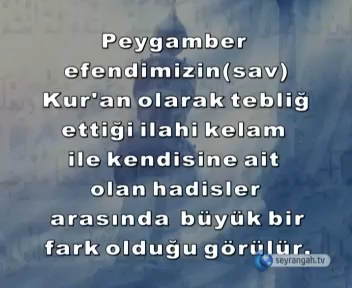 Peygamber
efendimizin(sav)
Kur'an olarak tebliğ
ettiği ilahi kelam
ile kendisine ait
olan hadisler
arasında büyük bir
fark olduğu görülür.
seyrangah.tv